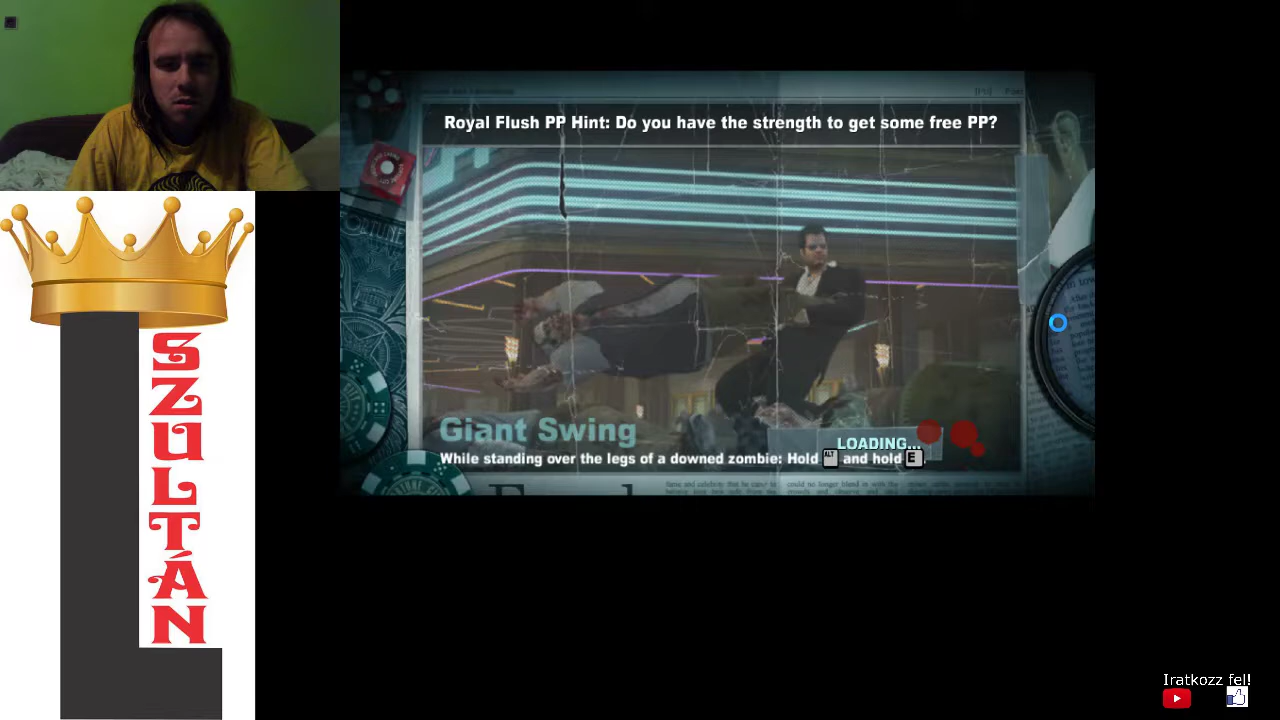 Royal Flush PP Hint: Do you have the strength to get some free PP?
Giant Swing
LOADING...
While standing over the legs of a downed zombie: Hold ALT and hold E.
L
SZULTÁN
Iratkozz fel!